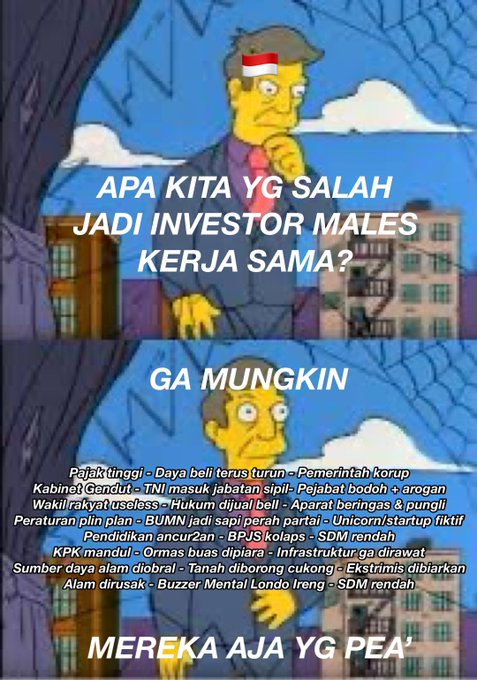 APA KITA YG SALAH
JADI INVESTOR MALES
KERJA SAMA?
GA MUNGKIN
Pajak tinggi - Daya beli terus turun - Pemerintah korup
Kabinet Gendut - TNI masuk jabatan sipil- Pejabat bodoh + arogan
Wakil rakyat useless - Hukum dijual beli - Aparat beringas & pungli
Peraturan plin plan - BUMN jadi sapi perah partai - Unicorn/startup fiktif
Pendidikan ancur2an - BPJS kolaps - SDM rendah
KPK mandul - Ormas buas dipiara - Infrastruktur ga dirawat
Sumber daya alam diobral - Tanah diborong cukong - Ekstrimis dibiarkan
Alam dirusak - Buzzer Mental Londo Ireng - SDM rendah
MEREKA AJA YG PEA'